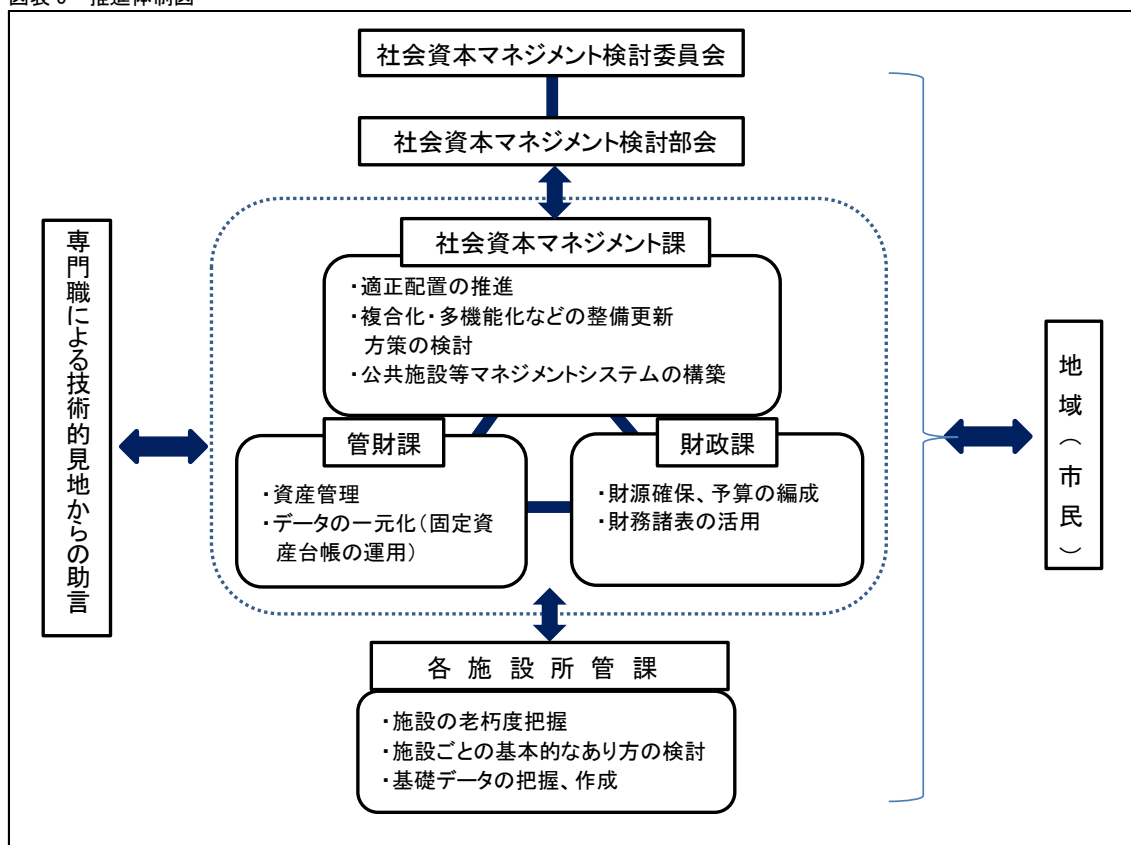 社会資本マネジメント検討委員会
社会資本マネジメント検討部会
社会資本マネジメント課
・適正配置の推進
・複合化・多機能化などの整備更新
方策の検討
・公共施設等マネジメントシステムの構築
管財課
・資産管理
・データの一元化（固定資
産台帳の運用）
財政課
・財源確保、予算の編成
・財務諸表の活用
各施設所管課
・施設の老朽度把握
・施設ごとの基本的なあり方の検討
・基礎データの把握、作成
専門職による技術的見地からの助言
地域（市民）